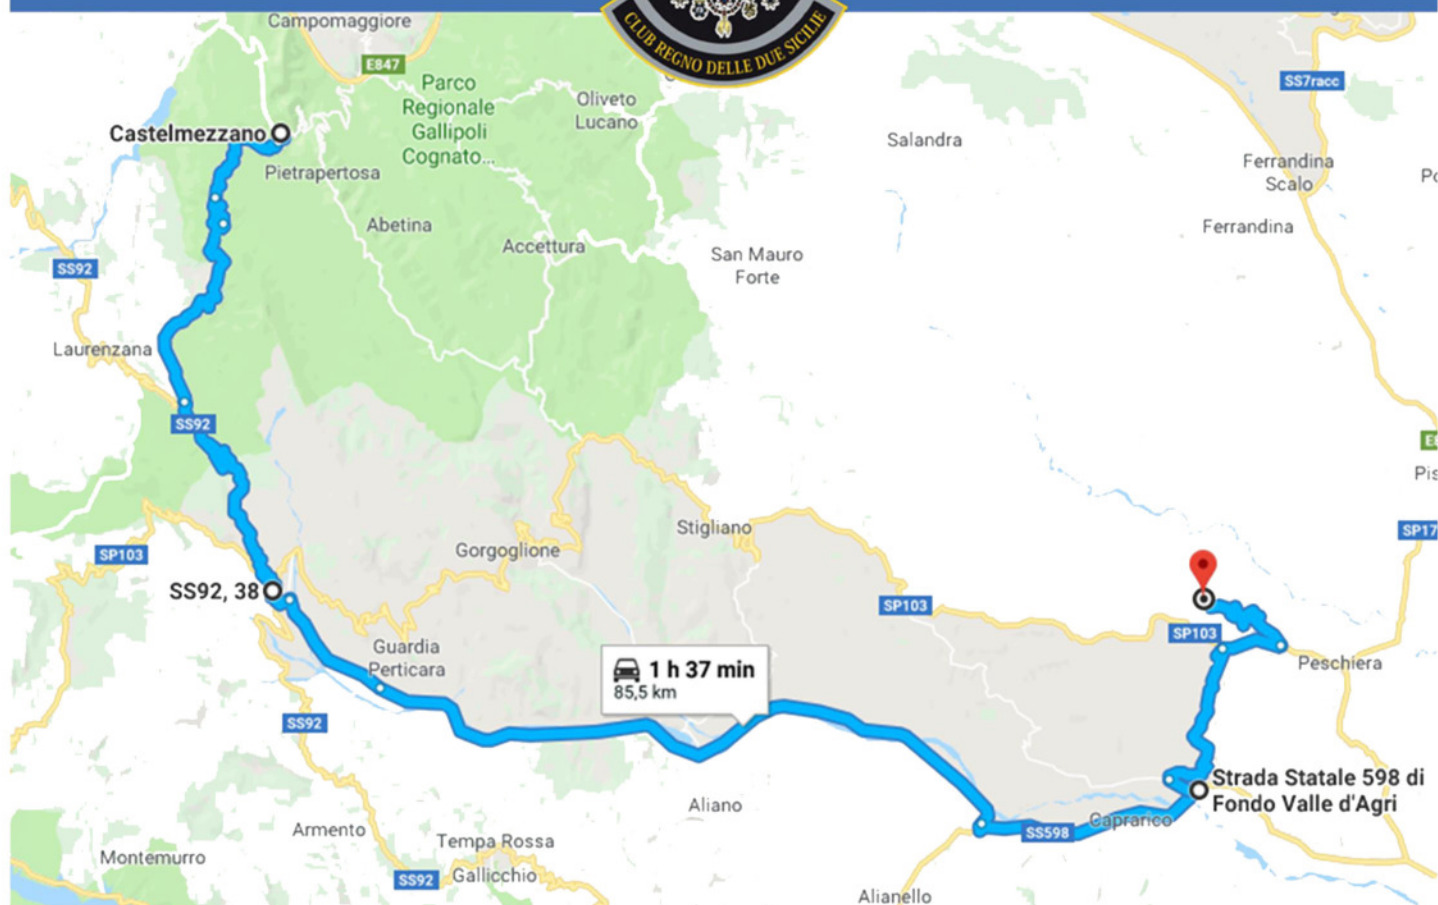 CLUB REGNO DELLE DUE SICILIE
Campomaggiore
E847
Parco
Regionale
Gallipoli
Cognato...
Oliveto
Lucano
SS7racc
Castelmezzano
Salandra
Pietrapertosa
Ferrandina
Scalo
Abetina
Accettura
Ferrandina
San Mauro
Forte
SS92
Laurenzana
SS92
Stigliano
SP103
Gorgoglione
SP17
SS92, 38
SP103
SP103
Guardia
Perticara
Peschiera
1 h 37 min
85,5 km
SS92
Strada Statale 598 di
Fondo Valle d'Agri
Aliano
Caprarico
SS598
Armento
Tempa Rossa
Montemurro
SS92
Gallicchio
Alianello